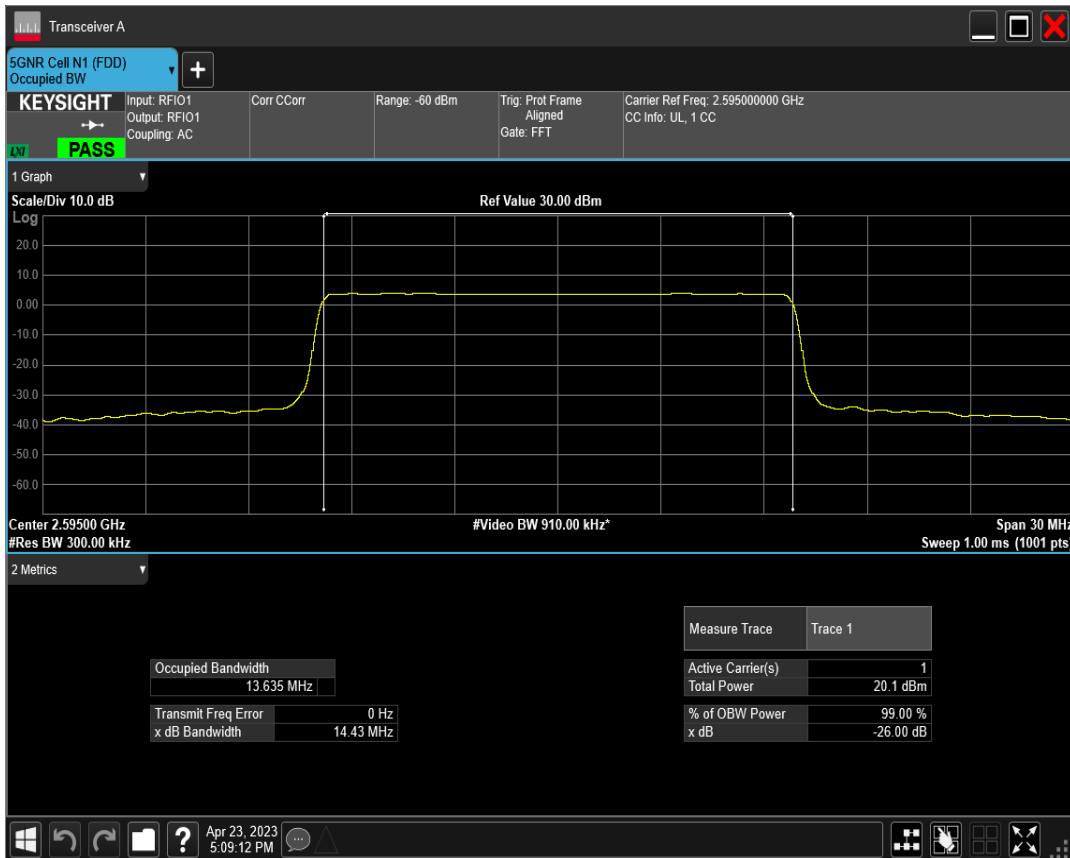 Transceiver A
5GNR Cell N1 (FDD)
Occupied BW
+
KEYSIGHT
LXI
PASS
Input: RFIO1
Output: RFIO1
Coupling: AC
Corr CCorr
Range: -60 dBm
Trig: Prot Frame
Aligned
Gate: FFT
Carrier Ref Freq: 2.595000000 GHz
CC Info: UL, 1 CC
1 Graph
Scale/Div 10.0 dB
Ref Value 30.00 dBm
Log
20.0
10.0
0.00
-10.0
-20.0
-30.0
-40.0
-50.0
-60.0
Center 2.59500 GHz
#Video BW 910.00 kHz*
Span 30 MHz
#Res BW 300.00 kHz
Sweep 1.00 ms (1001 pts)
2 Metrics
Measure Trace Trace 1
Occupied Bandwidth
13.635 MHz
Active Carrier(s) 1
Total Power 20.1 dBm
Transmit Freq Error 0 Hz
x dB Bandwidth 14.43 MHz
% of OBW Power 99.00 %
x dB -26.00 dB
?
Apr 23, 2023
5:09:12 PM